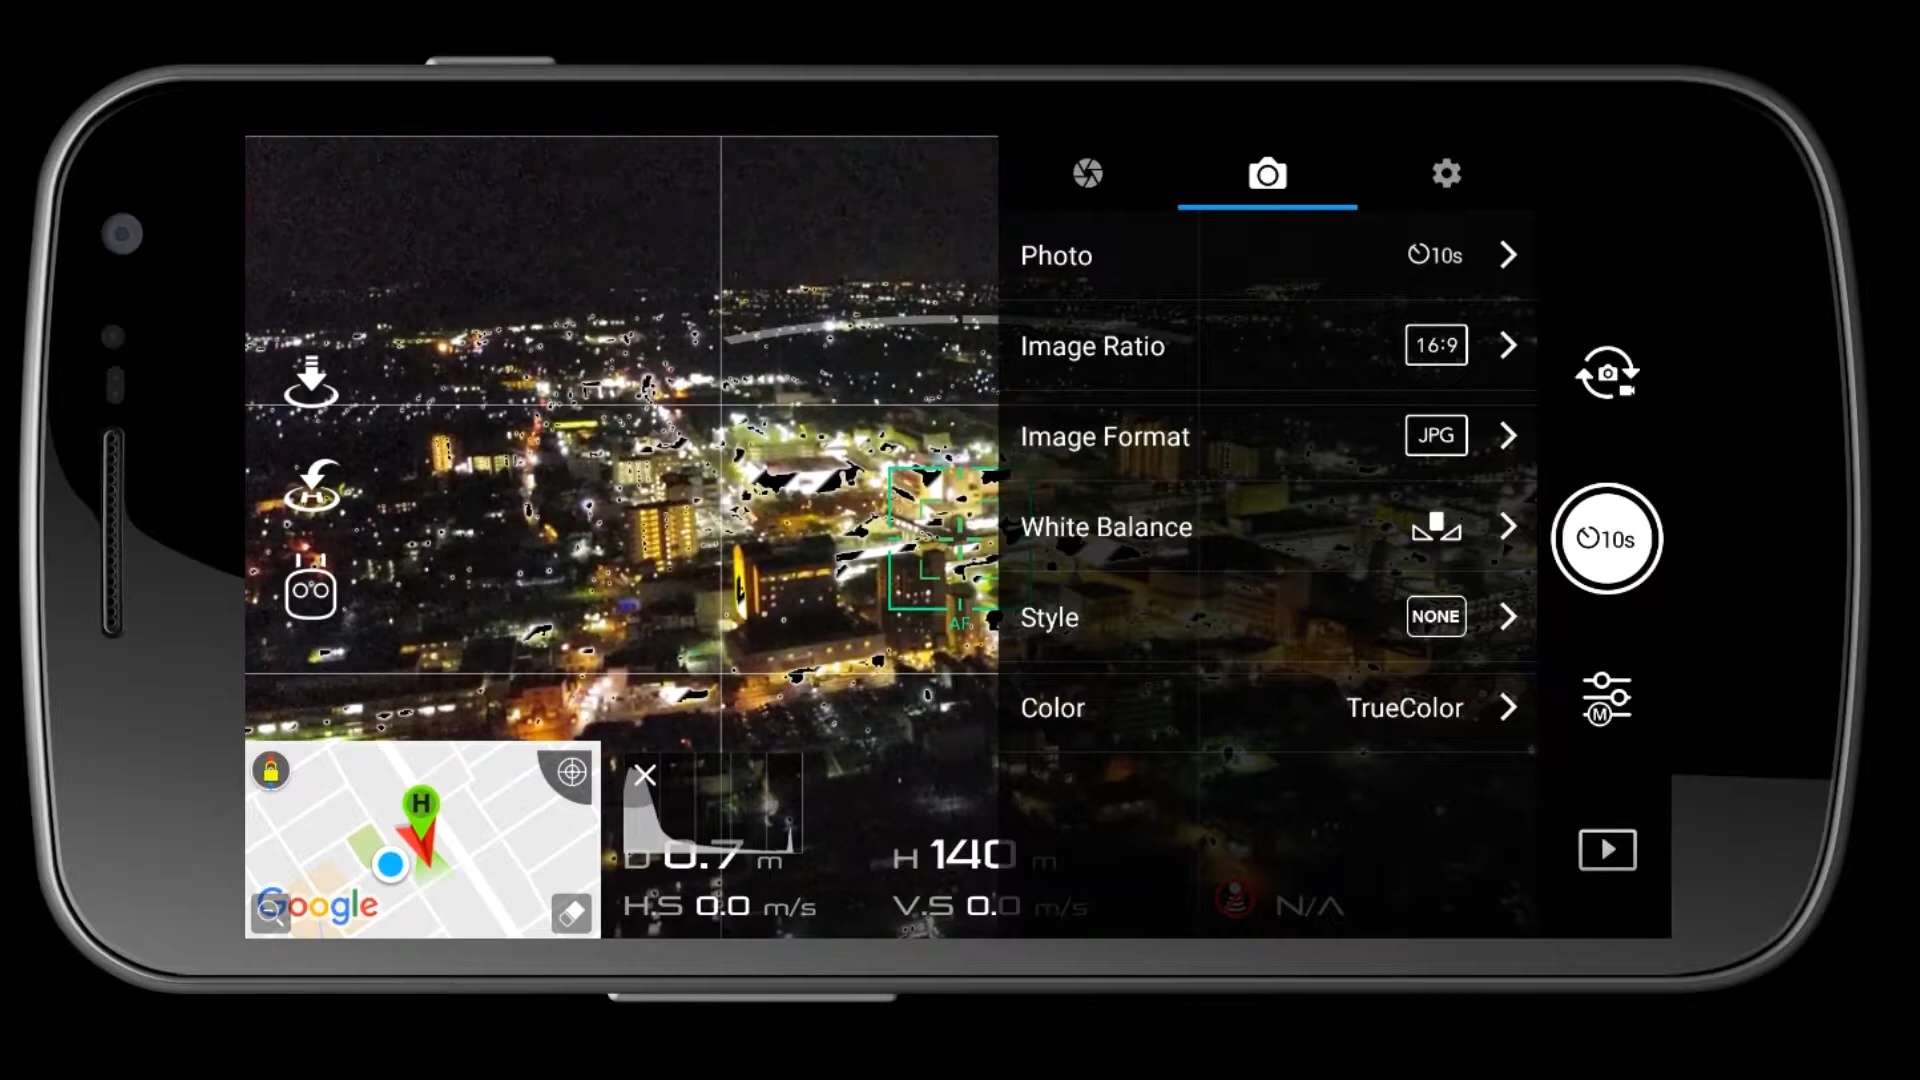 Photo 10s
Image Ratio 16:9
Image Format JPG
White Balance
Style NONE
Color TrueColor
10s
M
AF
H
Google
D 0.7 m H 140 m
H.S 0.0 m/s V.S 0.0 m/s N/A